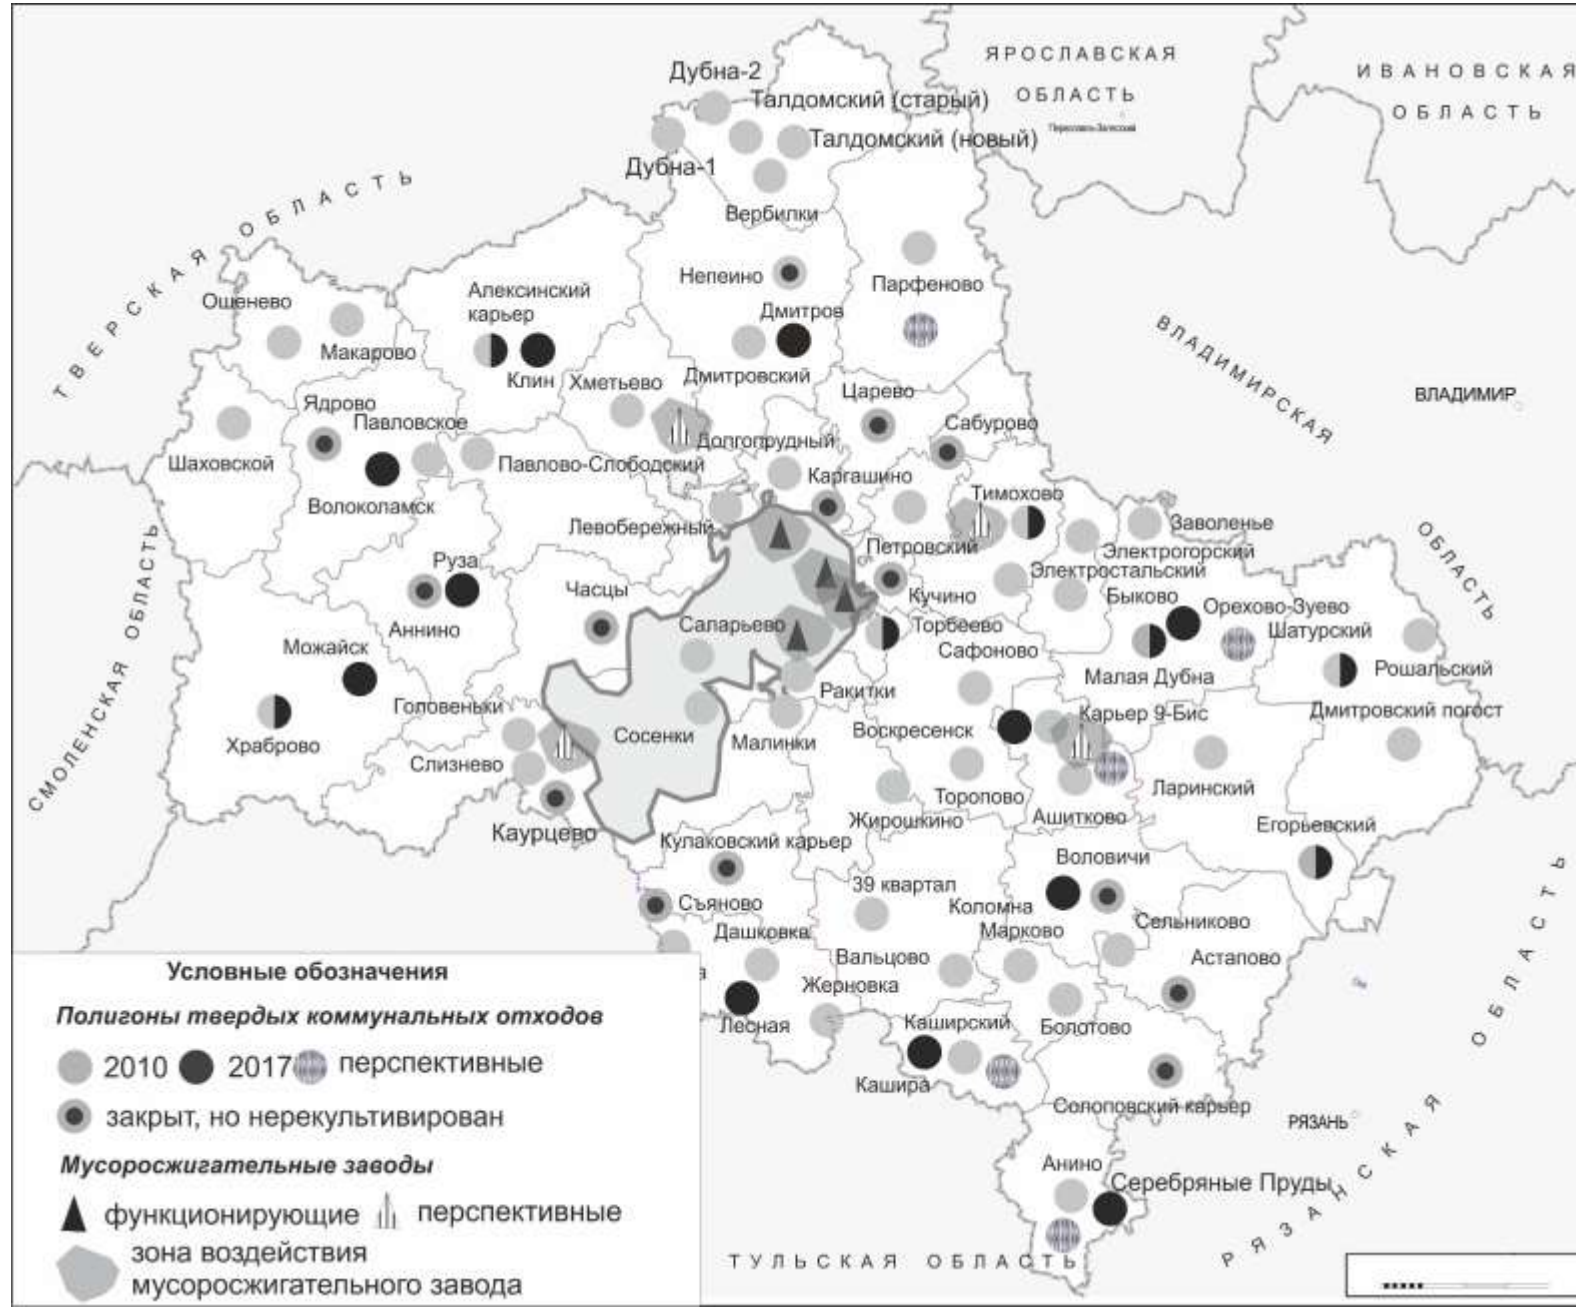 ЯРОСЛАВСКАЯ
ОБЛАСТЬ
Переславль-Залесский
ИВАНОВСКАЯ
ОБЛАСТЬ
Дубна-2
Талдомский (старый)
Талдомский (новый)
Дубна-1
Вербилки
ТВЕРСКАЯ ОБЛАСТЬ
Непеино
Парфеново
Ошенево
Алексинский
карьер
Дмитров
Макарово
Клин
Хметьево
Дмитровский
ВЛАДИМИРСКАЯ
ОБЛАСТЬ
ВЛАДИМИР
Ядрово
Павловское
Царево
Сабурово
Долгопрудный
Шаховской
Павлово-Слободский
Каргашино
Волоколамск
Тимохово
Левобережный
Заволенье
Петровский
Электрогорский
Электростальский
Руза
Часцы
Кучино
Быково
Орехово-Зуево
Аннино
Саларьево
Торбеево
Шатурский
Сафоново
Можайск
Малая Дубна
Рошальский
Ракитки
Головеньки
Карьер 9-Бис
Дмитровский погост
Храброво
Сосенки
Малинки
Воскресенск
Слизнево
Торопово
Ларинский
СМОЛЕНСКАЯ ОБЛАСТЬ
Жирошкино
Ашитково
Егорьевский
Каурцево
Кулаковский карьер
Воловичи
39 квартал
Съяново
Коломна
Сельниково
Дашковка
Марково
Вальцово
Астапово
а
Жерновка
Лесная
Каширский
Болотово
Кашира
Солоповский карьер
РЯЗАНЬ
РЯЗАНСКАЯ ОБЛАСТЬ
Анино
Серебряные Пруды
ТУЛЬСКАЯ ОБЛАСТЬ
Условные обозначения
Полигоны твердых коммунальных отходов
2010 2017 перспективные
закрыт, но нерекультивирован
Мусоросжигательные заводы
функционирующие перспективные
зона воздействия
мусоросжигательного завода